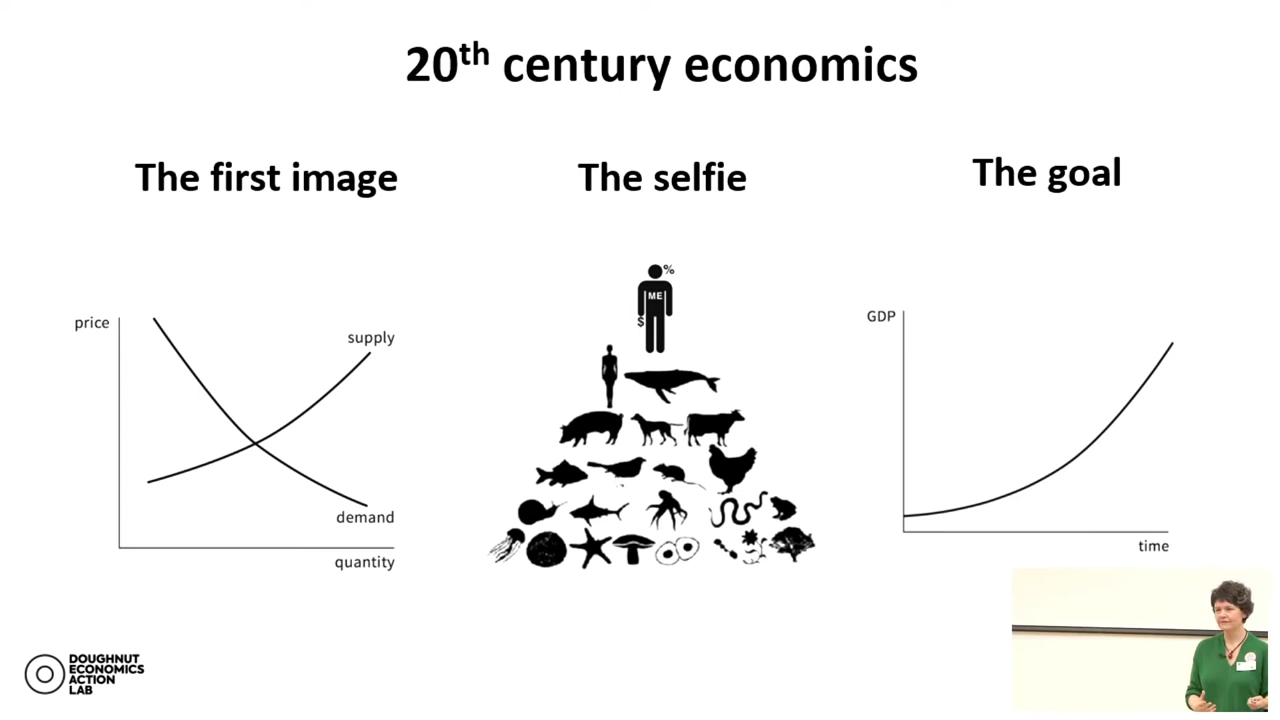 20th century economics
The first image
The selfie
The goal
price
supply
demand
quantity
%
ME
$
GDP
time
DOUGHNUT
ECONOMICS
ACTION
LAB